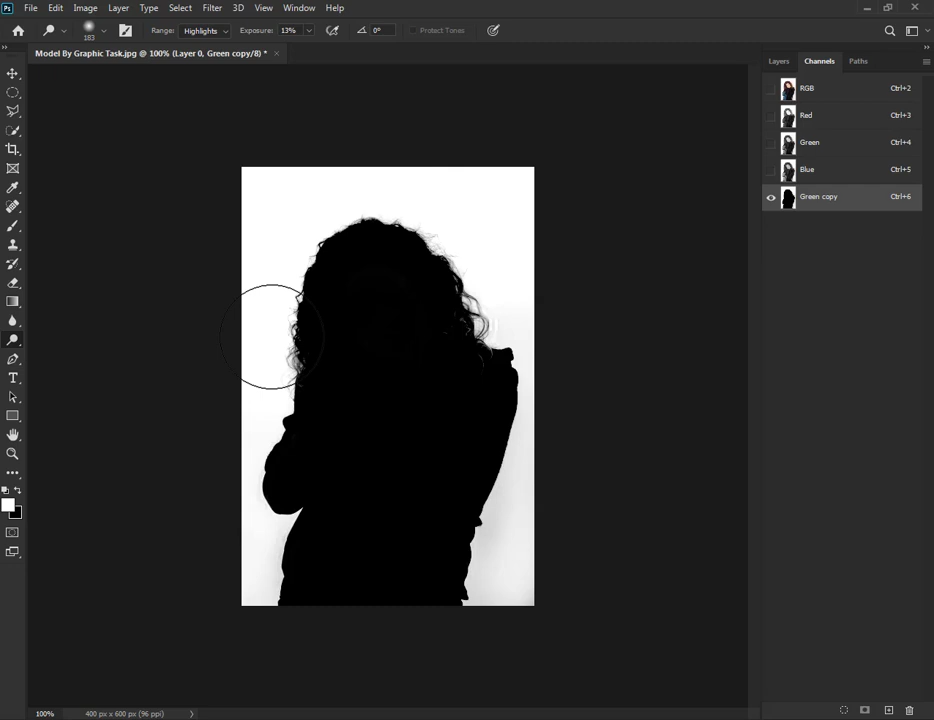 Ps File Edit Image Layer Type Select Filter 3D View Window Help
183 Range: Highlights Exposure: 13% 0° Protect Tones
Model By Graphic Task.jpg @ 100% (Layer 0, Green copy/8) *
Layers Channels Paths
RGB Ctrl+2
Red Ctrl+3
Green Ctrl+4
Blue Ctrl+5
Green copy Ctrl+6
T
100% 400 px x 600 px (96 ppi)